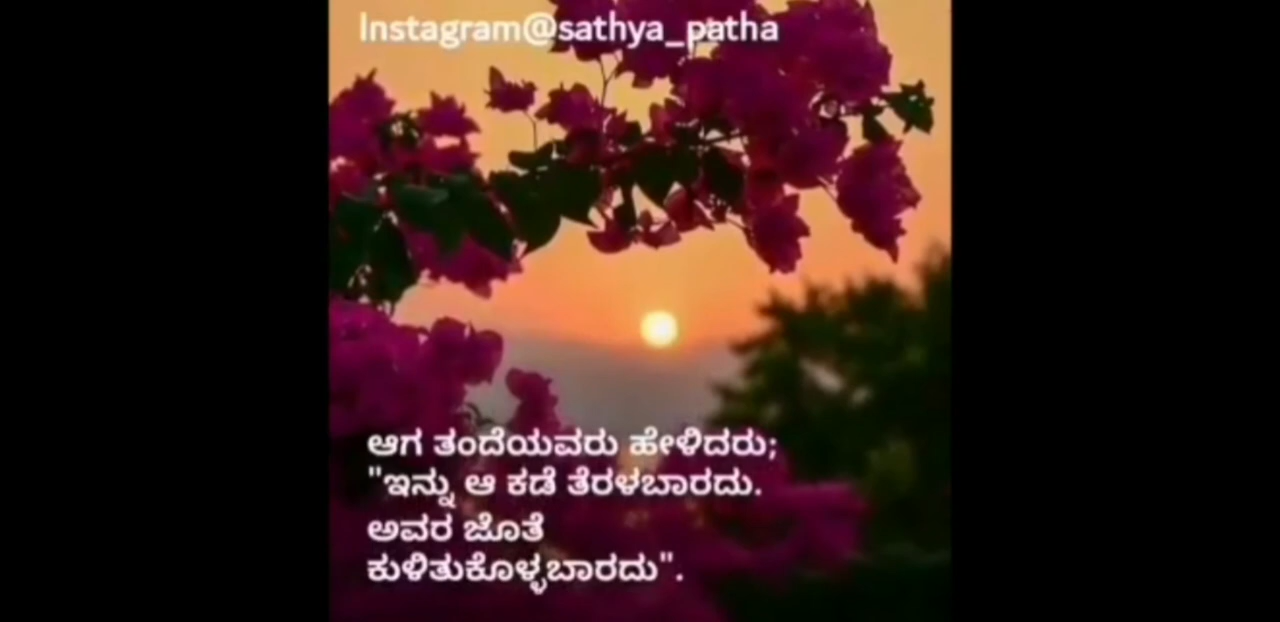 Instagram@sathya_patha
ಆಗ ತಂದೆಯವರು ಹೇಳಿದರು;
"ಇನ್ನು ಆ ಕಡೆ ತೆರಳಬಾರದು.
ಅವರ ಜೊತೆ
ಕುಳಿತುಕೊಳ್ಳಬಾರದು".